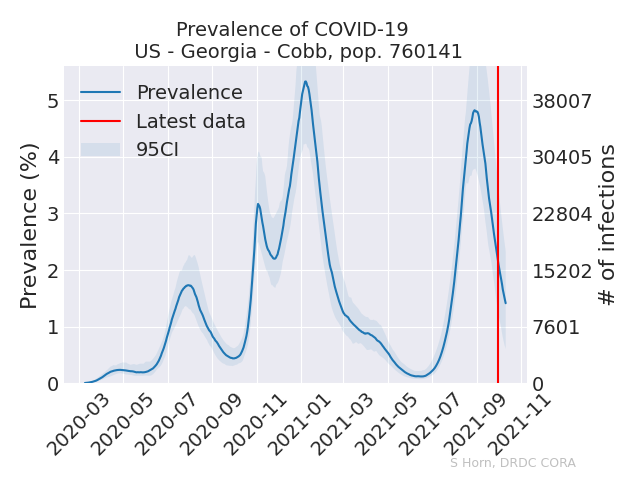 Prevalence of COVID-19
US - Georgia - Cobb, pop. 760141
Prevalence
Latest data
95CI
Prevalence (%)
5
4
3
2
1
0
38007
30405
22804
15202
7601
0
# of infections
2020-03
2020-05
2020-07
2020-09
2020-11
2021-01
2021-03
2021-05
2021-07
2021-09
2021-11
S Horn, DRDC CORA